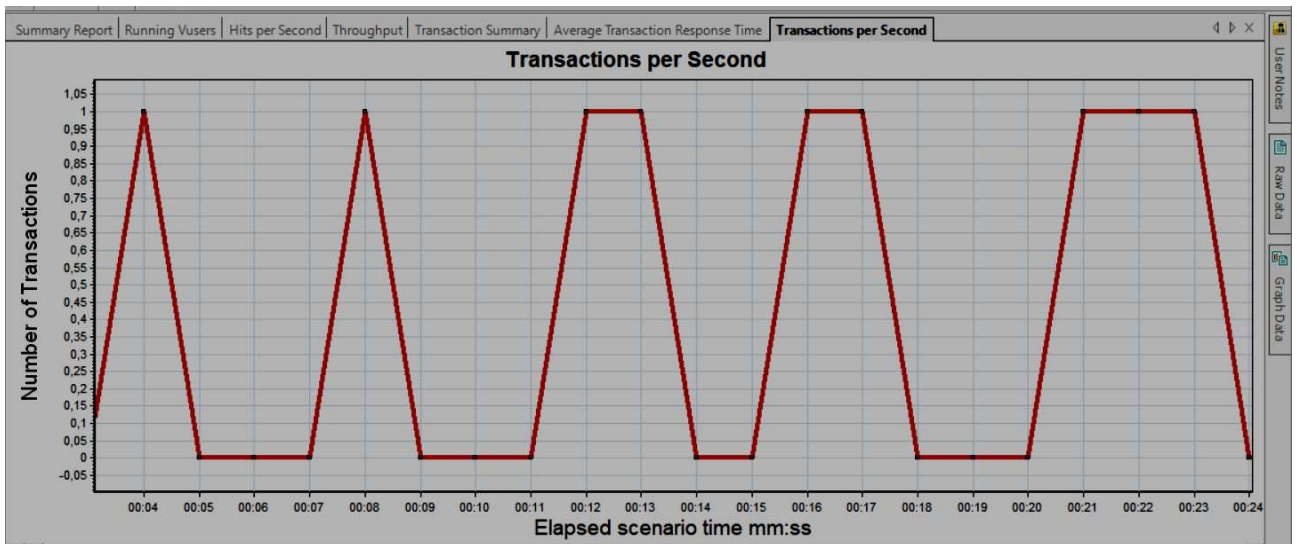 Summary Report Running Vusers Hits per Second Throughput Transaction Summary Average Transaction Response Time Transactions per Second
Transactions per Second
Number of Transactions
1,05
1
0,95
0,9
0,85
0,8
0,75
0,7
0,65
0,6
0,55
0,5
0,45
0,4
0,35
0,3
0,25
0,2
0,15
0,1
0,05
0
-0,05
00:04 00:05 00:06 00:07 00:08 00:09 00:10 00:11 00:12 00:13 00:14 00:15 00:16 00:17 00:18 00:19 00:20 00:21 00:22 00:23 00:24
Elapsed scenario time mm:ss
User Notes
Raw Data
Graph Data